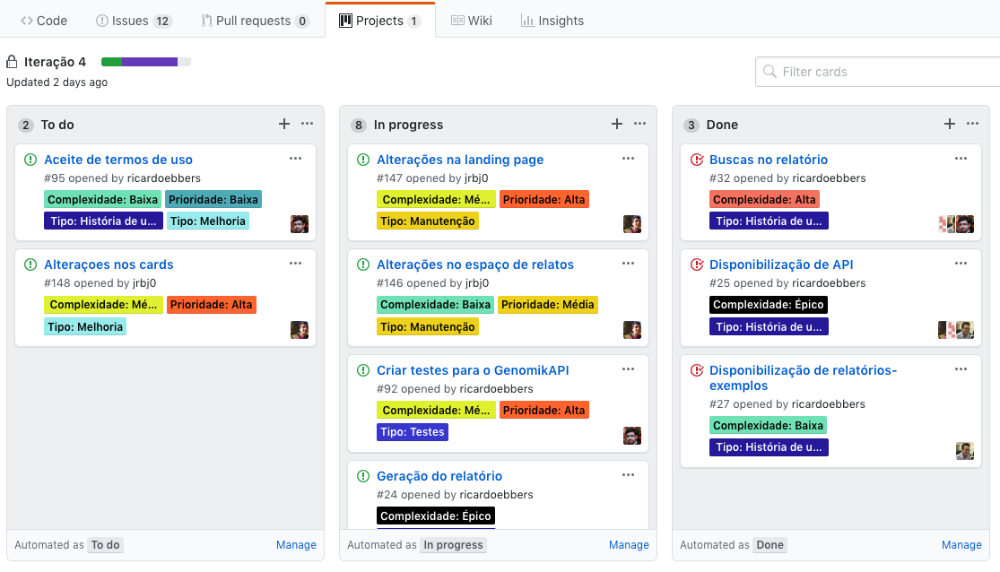 Code Issues 12 Pull requests 0 Projects 1 Wiki Insights
Iteração 4
Updated 2 days ago
Filter cards
2 To do
Aceite de termos de uso
#95 opened by ricardoebbers
Complexidade: Baixa Prioridade: Baixa
Tipo: História de u... Tipo: Melhoria
Alteraçoes nos cards
#148 opened by jrbj0
Complexidade: Mé... Prioridade: Alta
Tipo: Melhoria
Automated as To do Manage
8 In progress
Alterações na landing page
#147 opened by jrbj0
Complexidade: Mé... Prioridade: Alta
Tipo: Manutenção
Alterações no espaço de relatos
#146 opened by jrbj0
Complexidade: Baixa Prioridade: Média
Tipo: Manutenção
Criar testes para o GenomikAPI
#92 opened by ricardoebbers
Complexidade: Mé... Prioridade: Alta
Tipo: Testes
Geração do relatório
#24 opened by ricardoebbers
Complexidade: Épico
Automated as In progress Manage
3 Done
Buscas no relatório
#32 opened by ricardoebbers
Complexidade: Alta
Tipo: História de u...
Disponibilização de API
#25 opened by ricardoebbers
Complexidade: Épico
Tipo: História de u...
Disponibilização de relatórios-
exemplos
#27 opened by ricardoebbers
Complexidade: Baixa
Tipo: História de u...
Automated as Done Manage